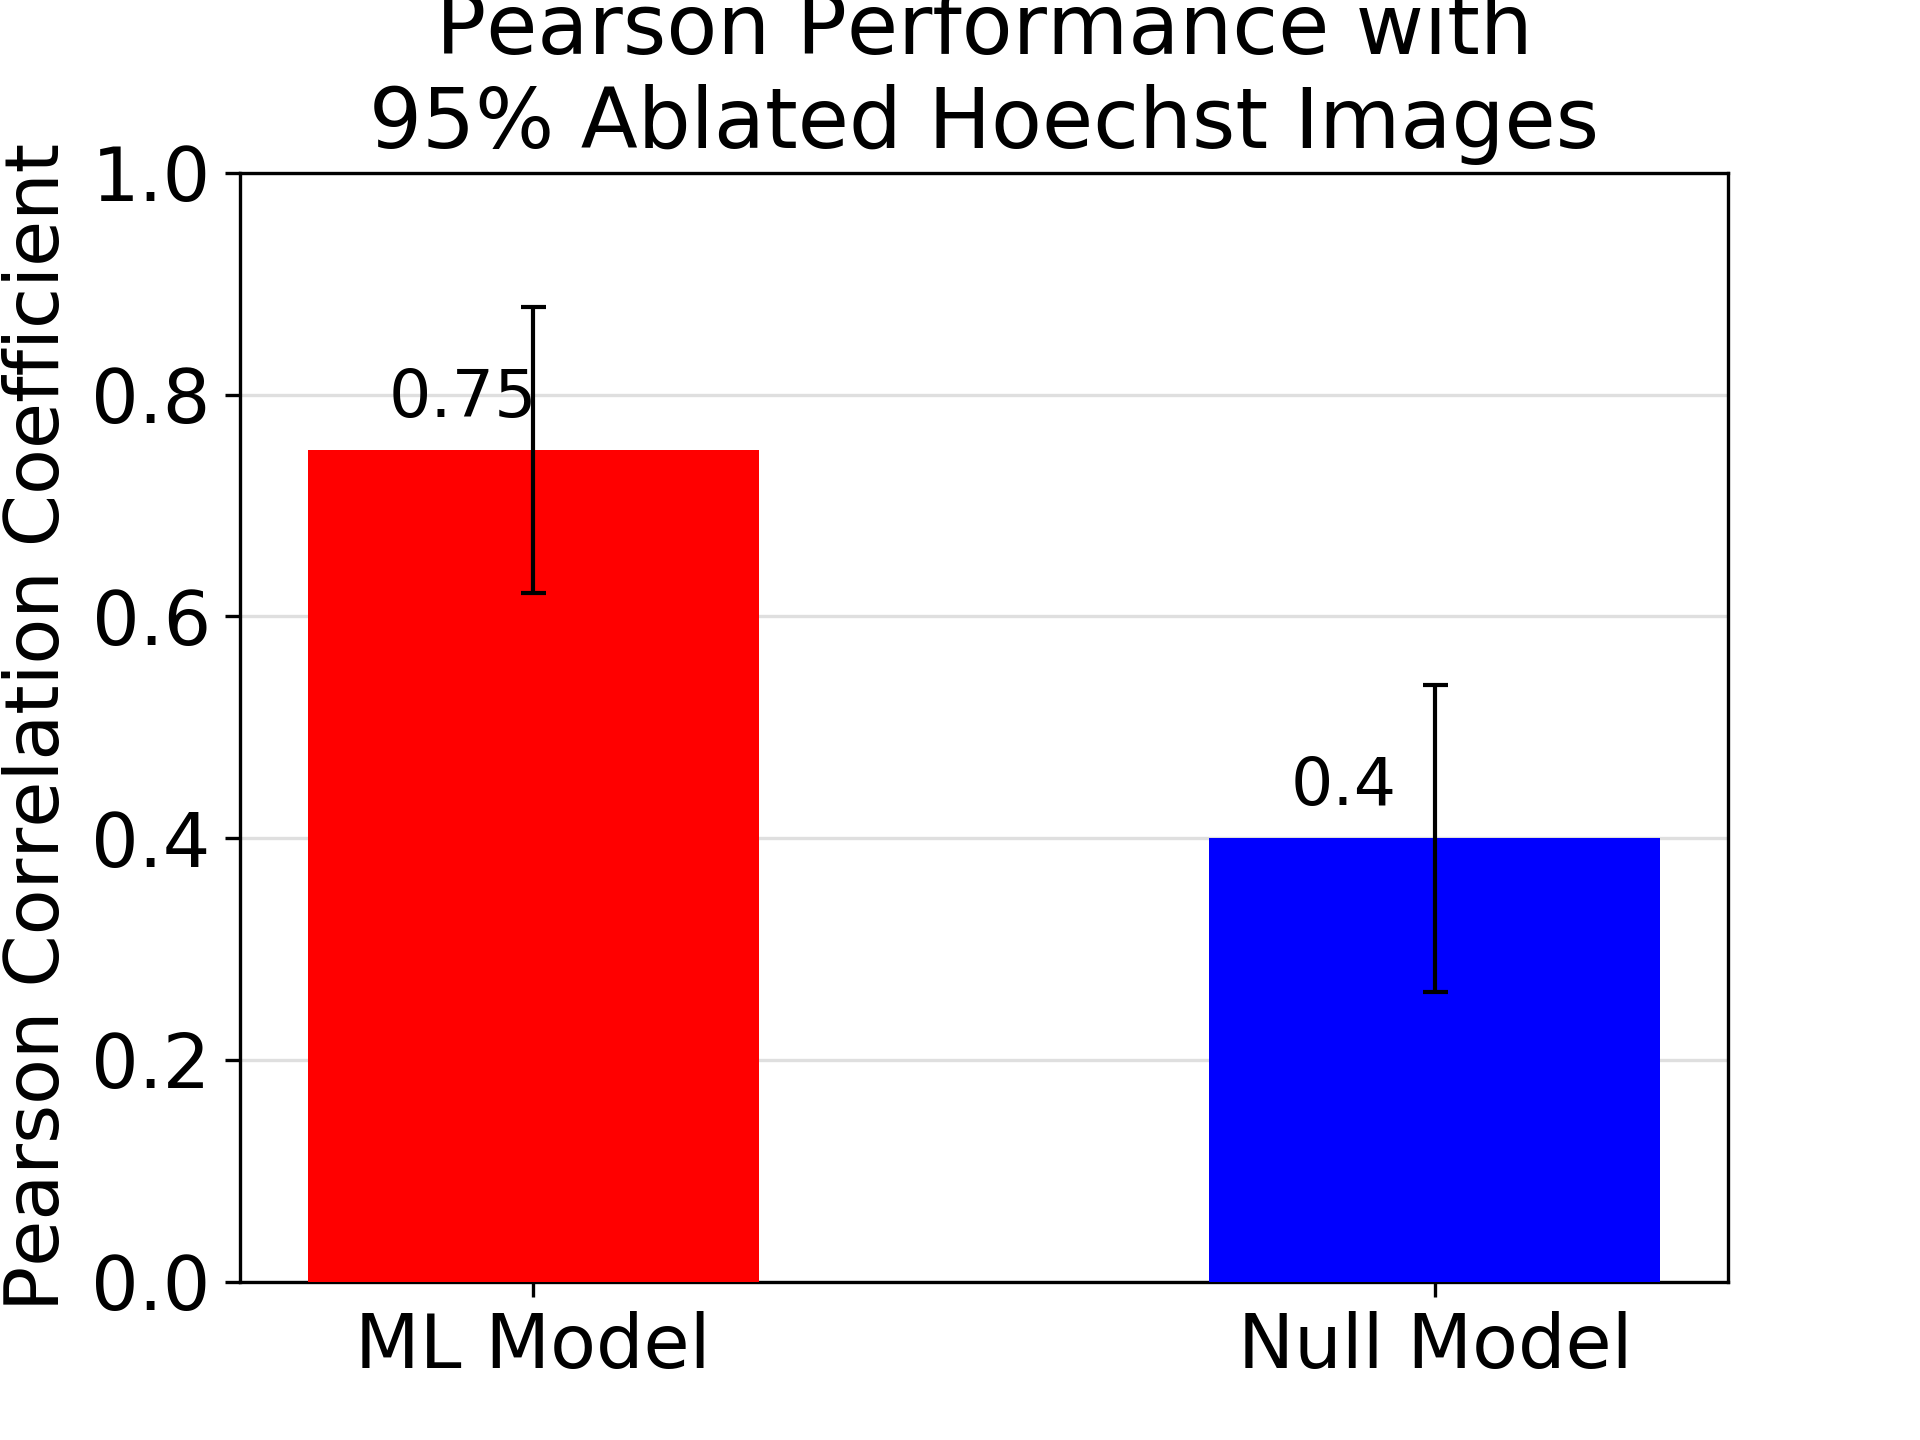 Pearson Performance with
95% Ablated Hoechst Images
Pearson Correlation Coefficient
1.0
0.8
0.6
0.4
0.2
0.0
0.75
0.4
ML Model
Null Model